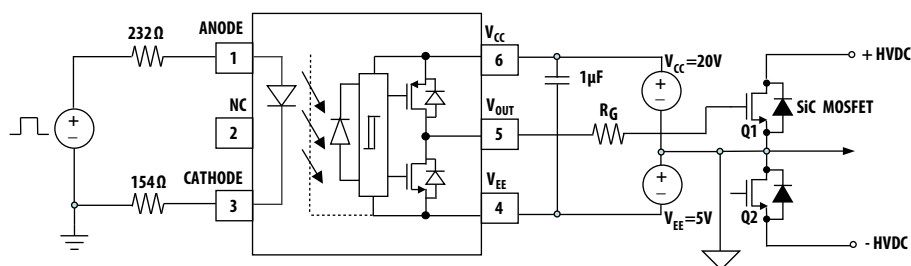 232Ω
ANODE
1
NC
2
154Ω
CATHODE
3
VCC
6
VOUT
5
VEE
4
1μF
VCC=20V
RG
VEE=5V
+ HVDC
SiC MOSFET
Q1
Q2
- HVDC